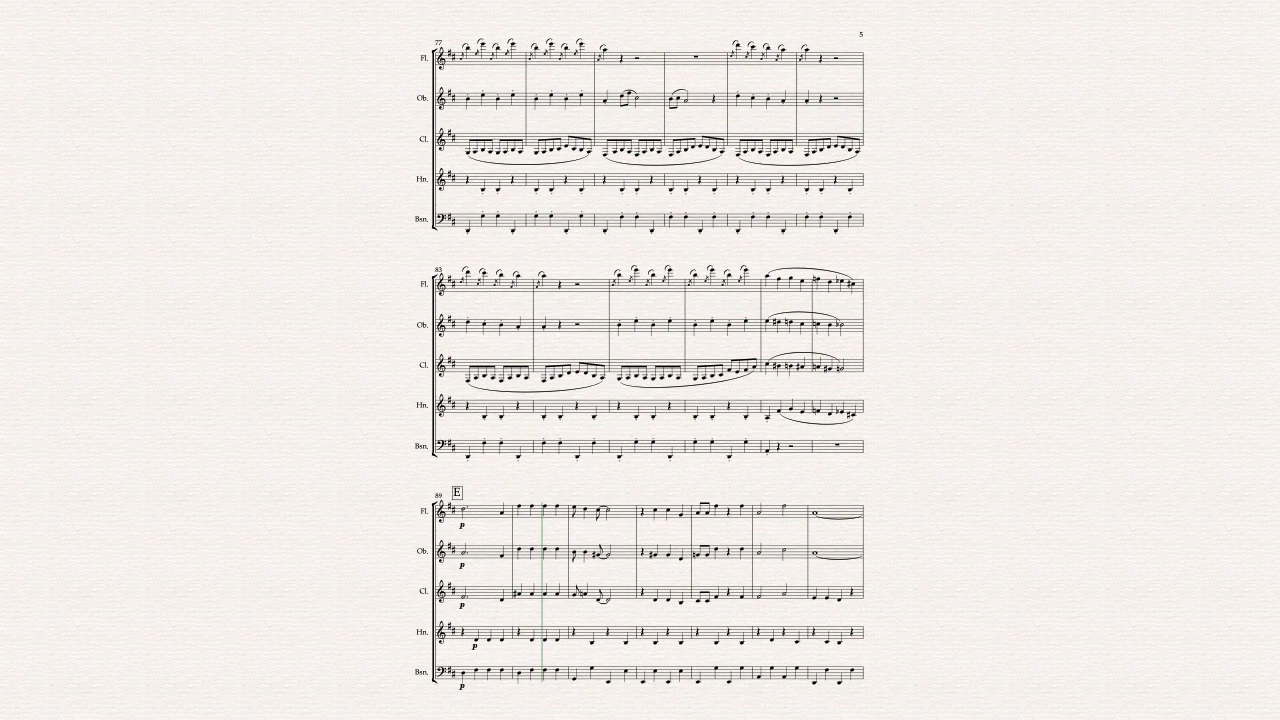 5
77
Fl.
Ob.
Cl.
Hn.
Bsn.
83
Fl.
Ob.
Cl.
Hn.
Bsn.
89
E
Fl.
p
Ob.
p
Cl.
p
Hn.
p
Bsn.
p